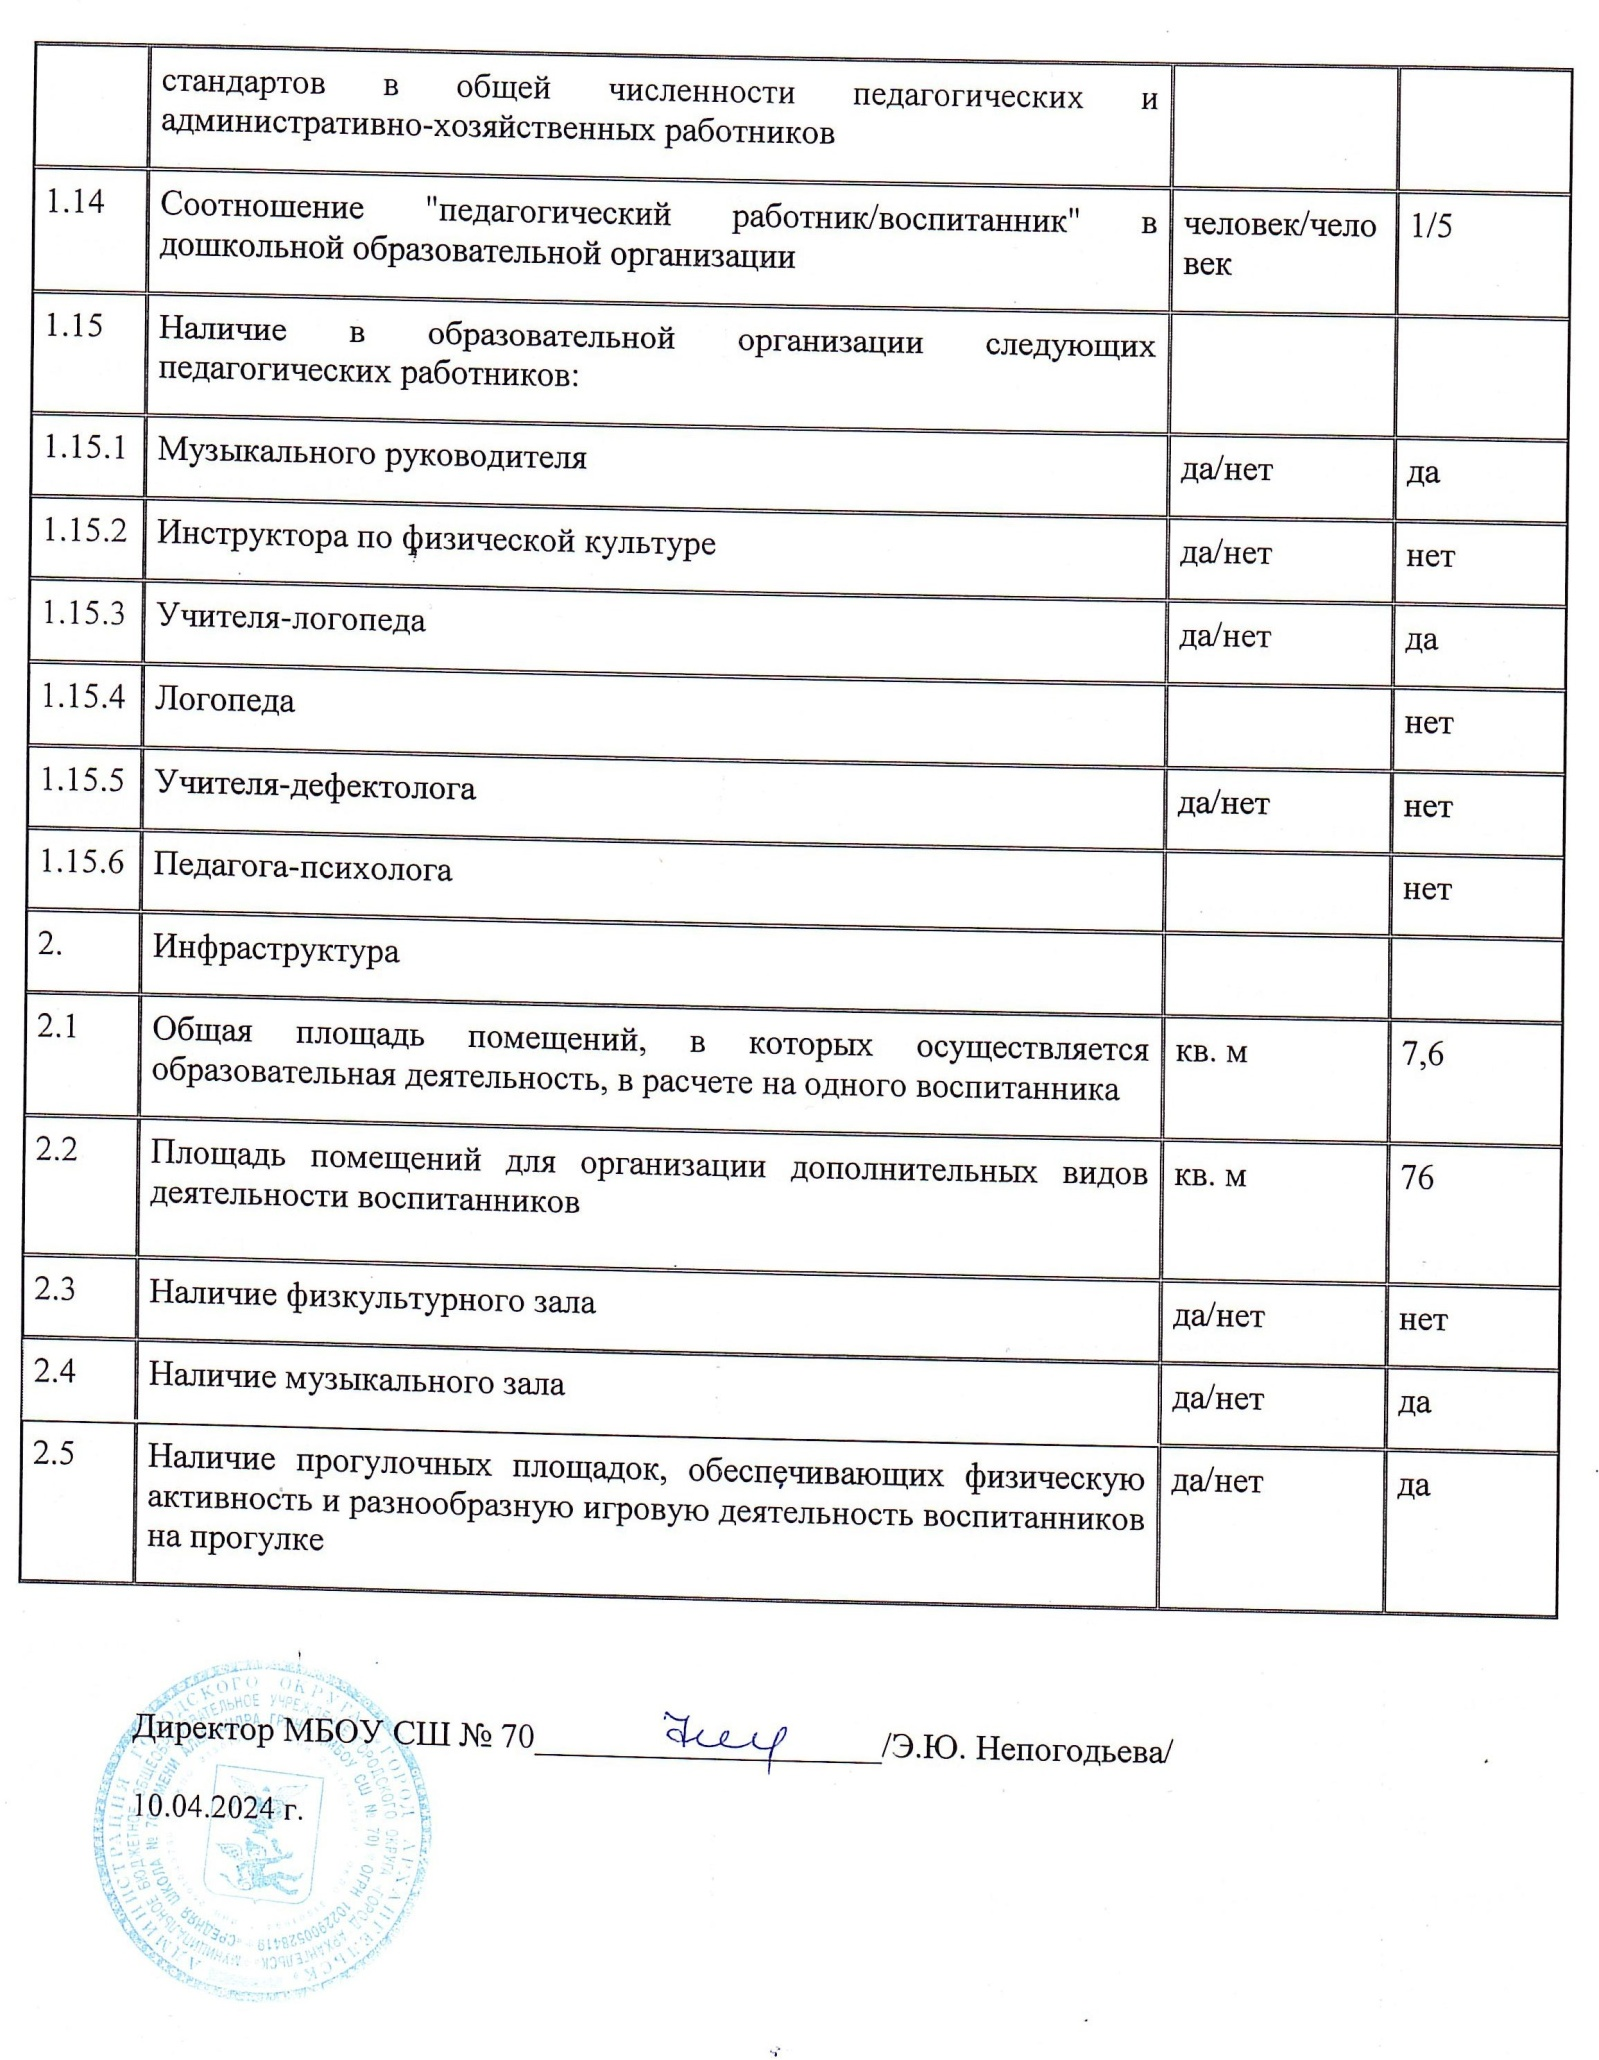 стандартов в общей численности педагогических и
административно-хозяйственных работников
1.14 Соотношение "педагогический работник/воспитанник" в человек/чело 1/5
дошкольной образовательной организации век
1.15 Наличие в образовательной организации следующих
педагогических работников:
1.15.1 Музыкального руководителя да/нет да
1.15.2 Инструктора по физической культуре да/нет нет
1.15.3 Учителя-логопеда да/нет да
1.15.4 Логопеда нет
1.15.5 Учителя-дефектолога да/нет нет
1.15.6 Педагога-психолога нет
2. Инфраструктура
2.1 Общая площадь помещений, в которых осуществляется кв. м 7,6
образовательная деятельность, в расчете на одного воспитанника
2.2 Площадь помещений для организации дополнительных видов кв. м 76
деятельности воспитанников
2.3 Наличие физкультурного зала да/нет нет
2.4 Наличие музыкального зала да/нет да
2.5 Наличие прогулочных площадок, обеспечивающих физическую да/нет да
активность и разнообразную игровую деятельность воспитанников
на прогулке
Директор МБОУ СШ № 70 /Э.Ю. Непогодьева/
10.04.2024 г.
АДМИНИСТРАЦИЯ ГОРОДСКОГО ОКРУГА "ГОРОД АРХАНГЕЛЬСК"
ОГРН 1022900528419